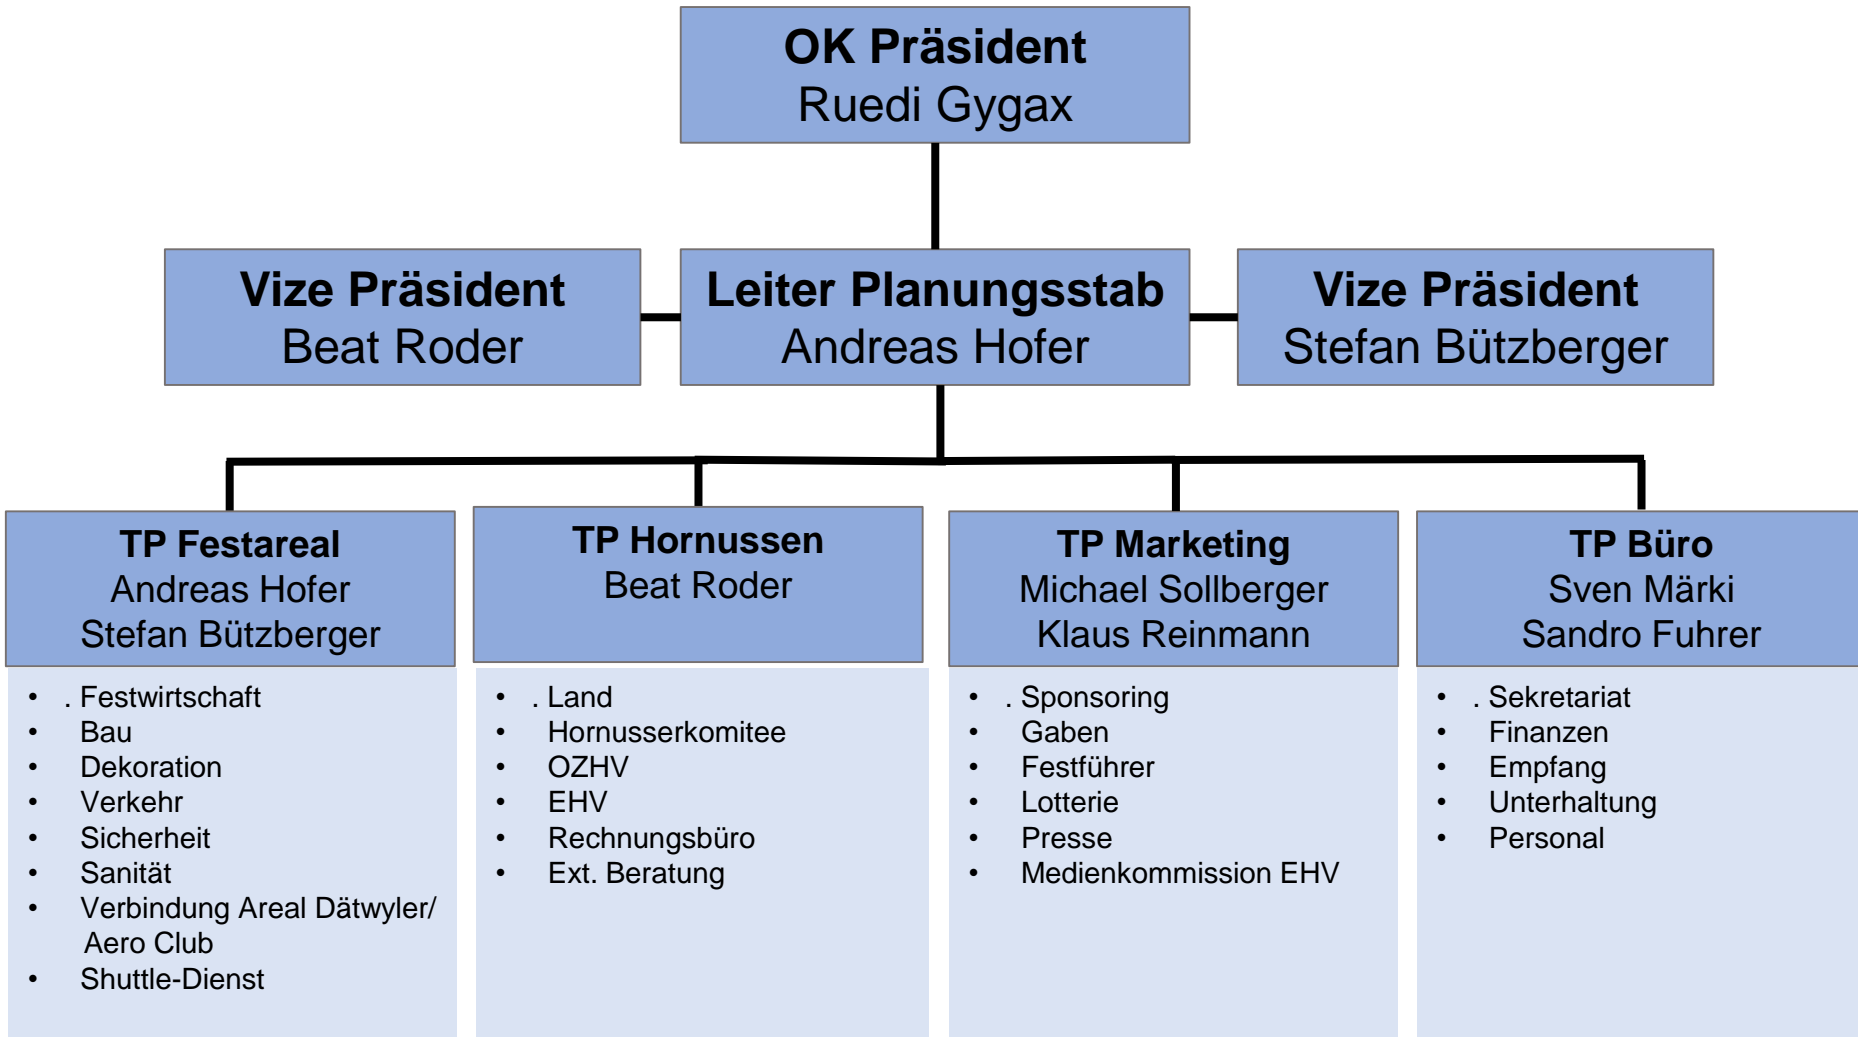 OK Präsident
Ruedi Gygax
Vize Präsident
Beat Roder
Leiter Planungsstab
Andreas Hofer
Vize Präsident
Stefan Bützberger
TP Festareal
Andreas Hofer
Stefan Bützberger
• . Festwirtschaft
• Bau
• Dekoration
• Verkehr
• Sicherheit
• Sanität
• Verbindung Areal Dätwyler/
Aero Club
• Shuttle-Dienst
TP Hornussen
Beat Roder
• . Land
• Hornusserkomitee
• OZHV
• EHV
• Rechnungsbüro
• Ext. Beratung
TP Marketing
Michael Sollberger
Klaus Reinmann
• . Sponsoring
• Gaben
• Festführer
• Lotterie
• Presse
• Medienkommission EHV
TP Büro
Sven Märki
Sandro Fuhrer
• . Sekretariat
• Finanzen
• Empfang
• Unterhaltung
• Personal